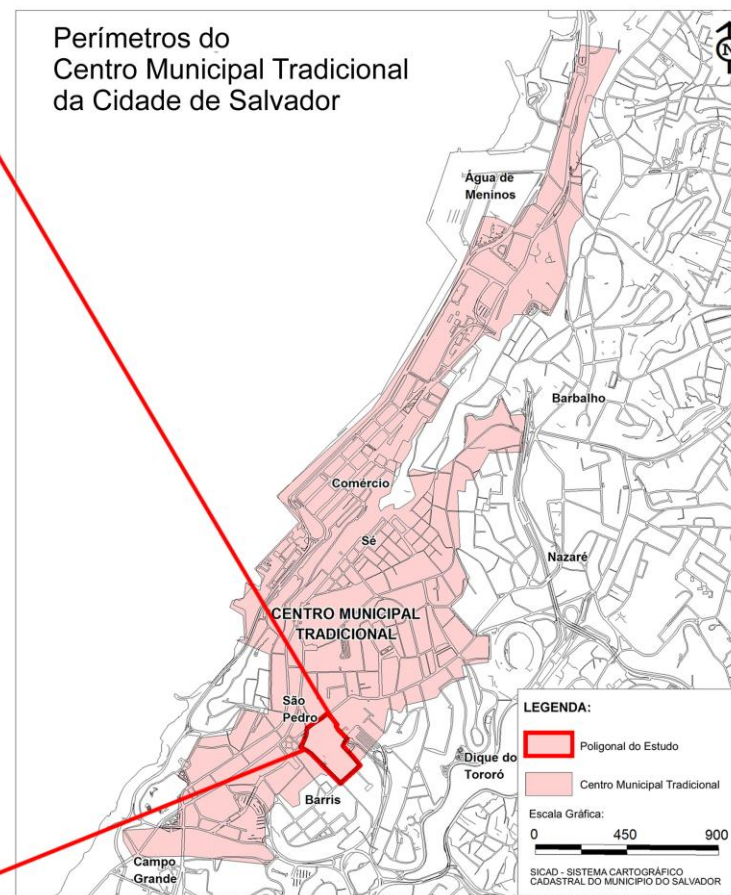 Perímetros do
Centro Municipal Tradicional
da Cidade de Salvador
N
Água de
Meninos
Barbalho
Comércio
Sé
Nazaré
CENTRO MUNICIPAL
TRADICIONAL
São
Pedro
Dique do
Tororó
Barris
Campo
Grande
LEGENDA:
Poligonal do Estudo
Centro Municipal Tradicional
Escala Gráfica:
0 450 900
SICAD - SISTEMA CARTOGRÁFICO
CADASTRAL DO MUNICIPIO DO SALVADOR